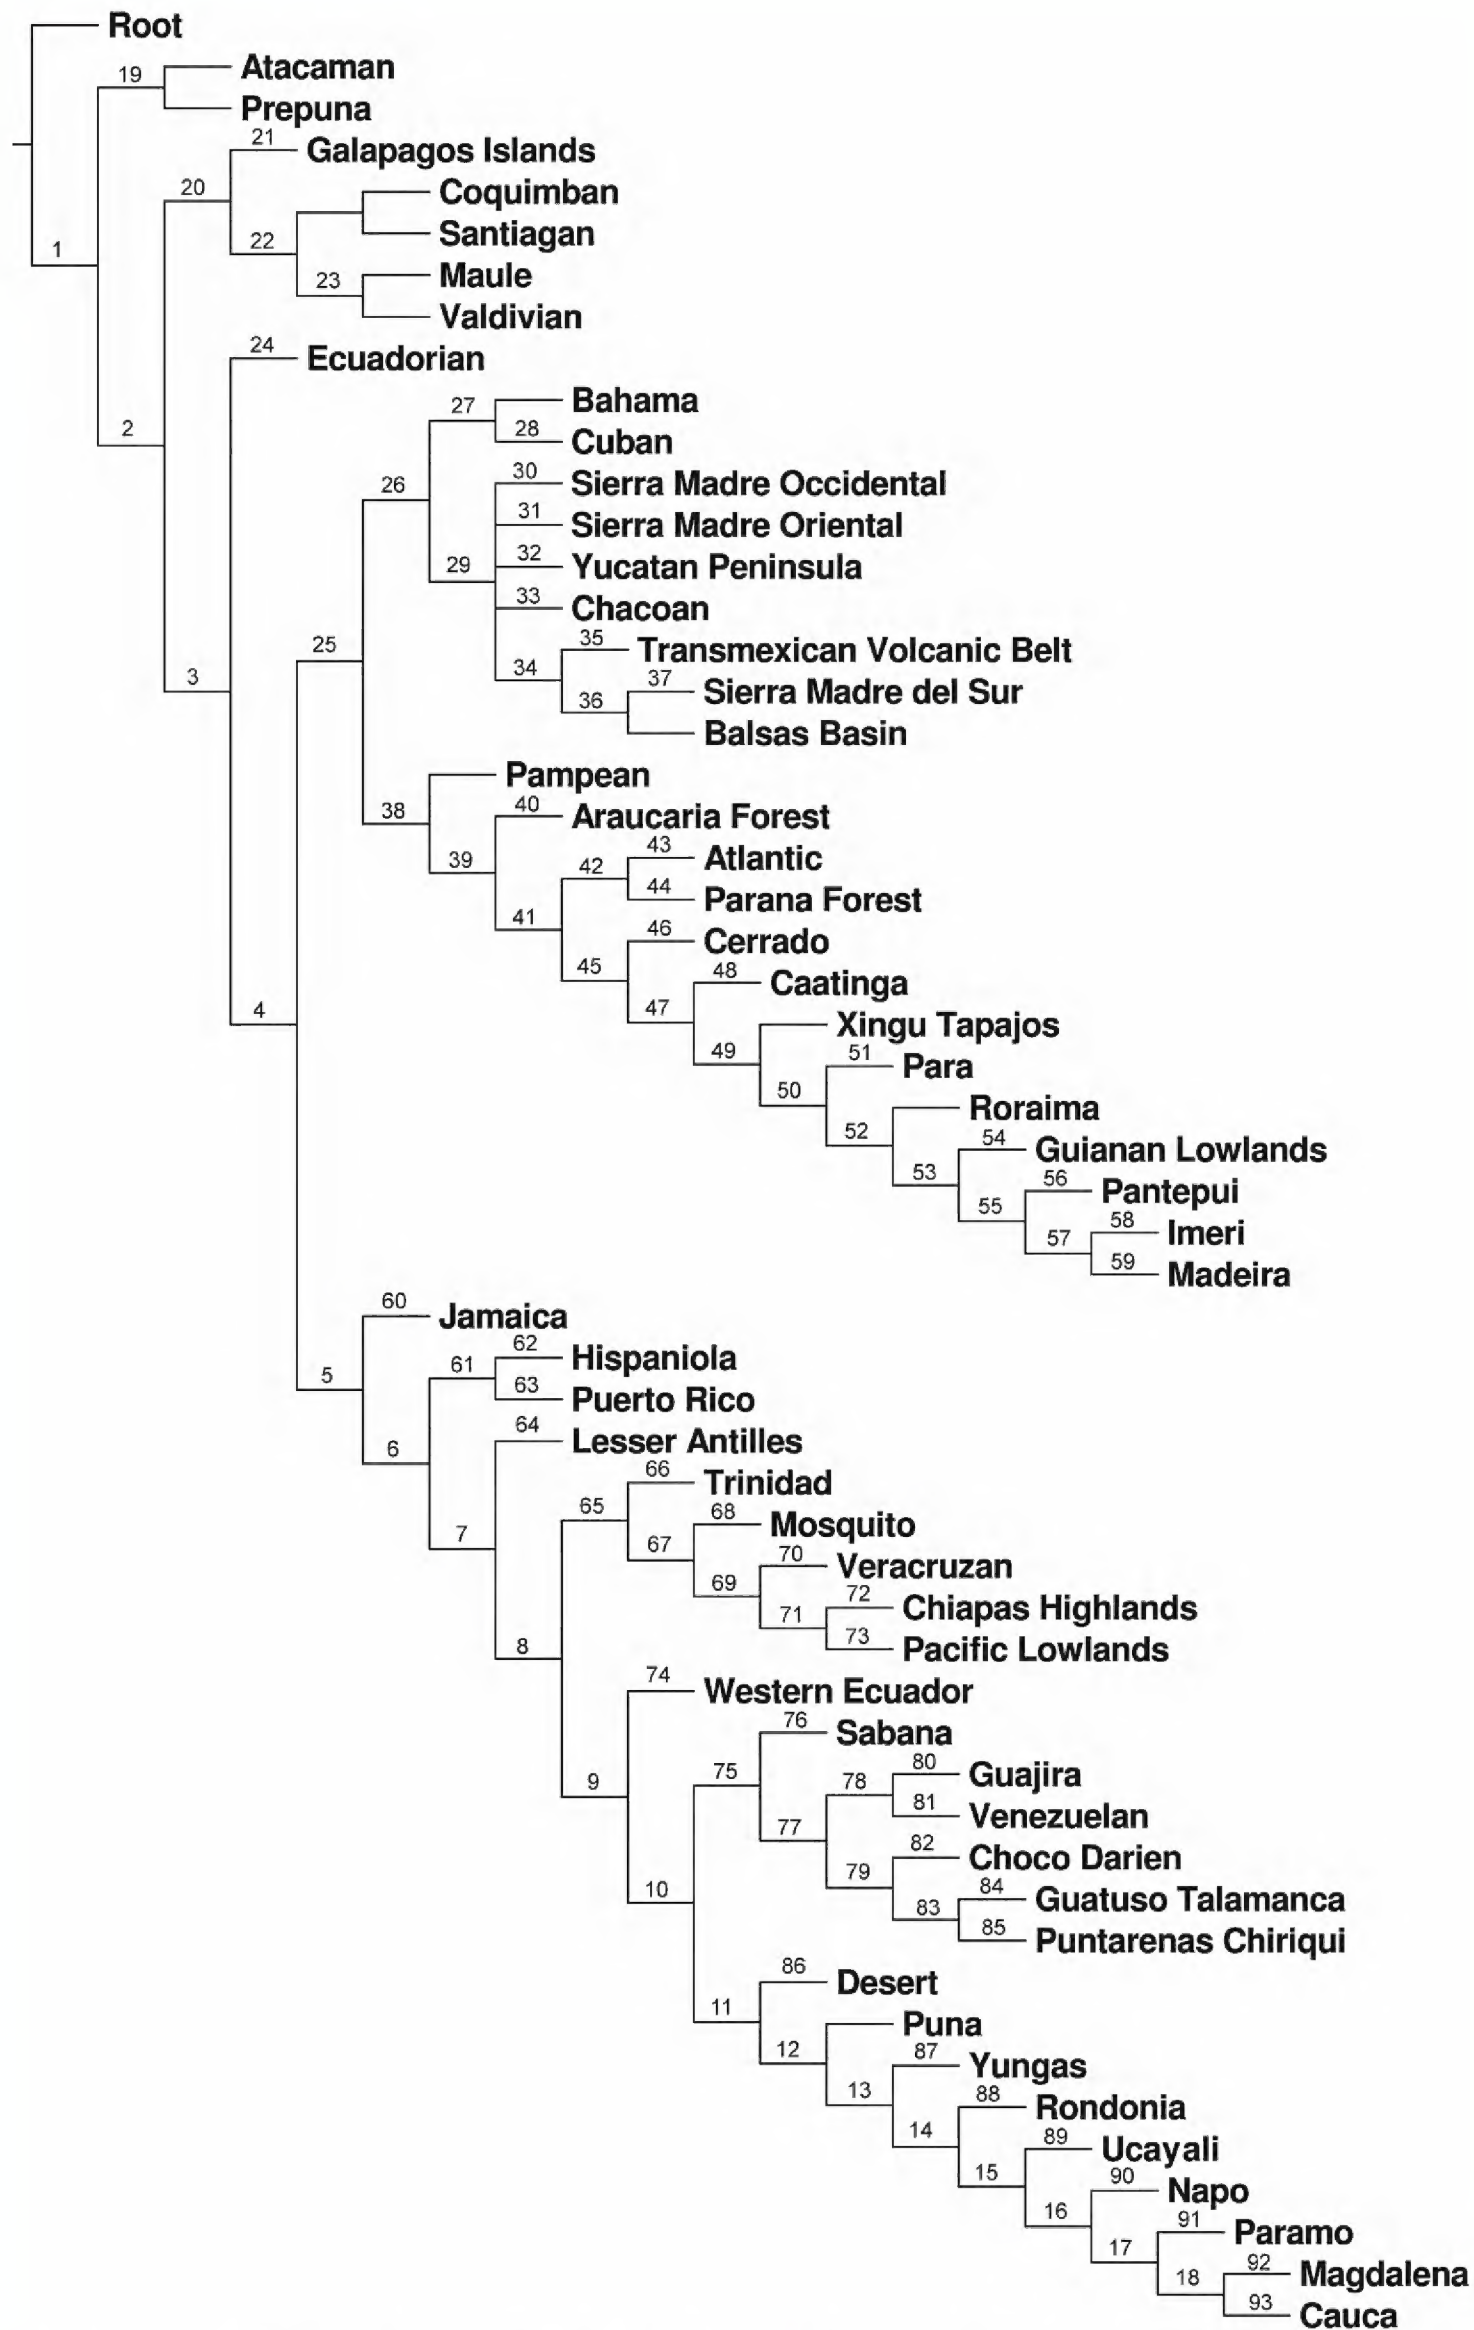 Root
19 Atacaman
Prepuna
21 Galapagos Islands
20 Coquimban
22 Santiagan
1 23 Maule
Valdivian
24 Ecuadorian
27 Bahama
2 28 Cuban
26 30 Sierra Madre Occidental
31 Sierra Madre Oriental
29 32 Yucatan Peninsula
33 Chacoan
25 35 Transmexican Volcanic Belt
3 34 37 Sierra Madre del Sur
36 Balsas Basin
Pampean
38 40 Araucaria Forest
39 42 43 Atlantic
44 Parana Forest
41 46 Cerrado
45 48 Caatinga
4 47 Xingu Tapajos
49 51 Para
50 Roraima
52 54 Guianan Lowlands
53 56 Pantepui
55 58 Imeri
57 59 Madeira
60 Jamaica
5 61 62 Hispaniola
63 Puerto Rico
6 64 Lesser Antilles
65 66 Trinidad
7 67 68 Mosquito
69 70 Veracruzan
71 72 Chiapas Highlands
8 73 Pacific Lowlands
74 Western Ecuador
76 Sabana
9 75 78 80 Guajira
77 81 Venezuelan
79 82 Choco Darien
10 83 84 Guatuso Talamanca
85 Puntarenas Chiriqui
86 Desert
11 Puna
12 87 Yungas
13 88 Rondonia
14 89 Ucayali
15 90 Napo
16 91 Paramo
17 92 Magdalena
18 93 Cauca